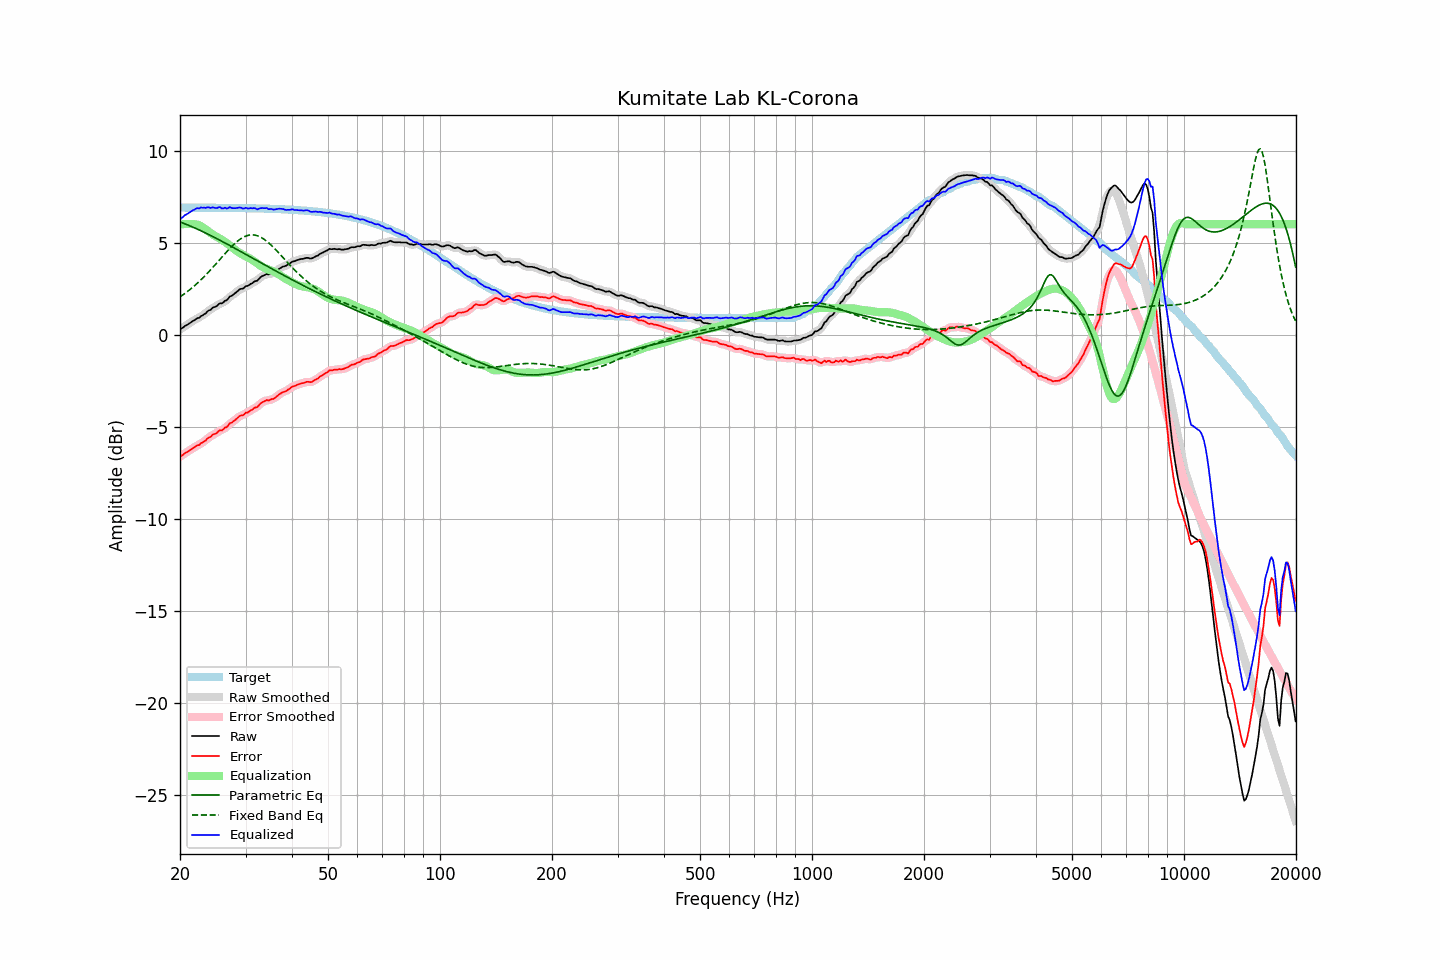 Kumitate Lab KL-Corona
10
5
0
−5
−10
−15
−20
−25
Amplitude (dBr)
Target
Raw Smoothed
Error Smoothed
Raw
Error
Equalization
Parametric Eq
Fixed Band Eq
Equalized
20 50 100 200 500 1000 2000 5000 10000 20000
Frequency (Hz)